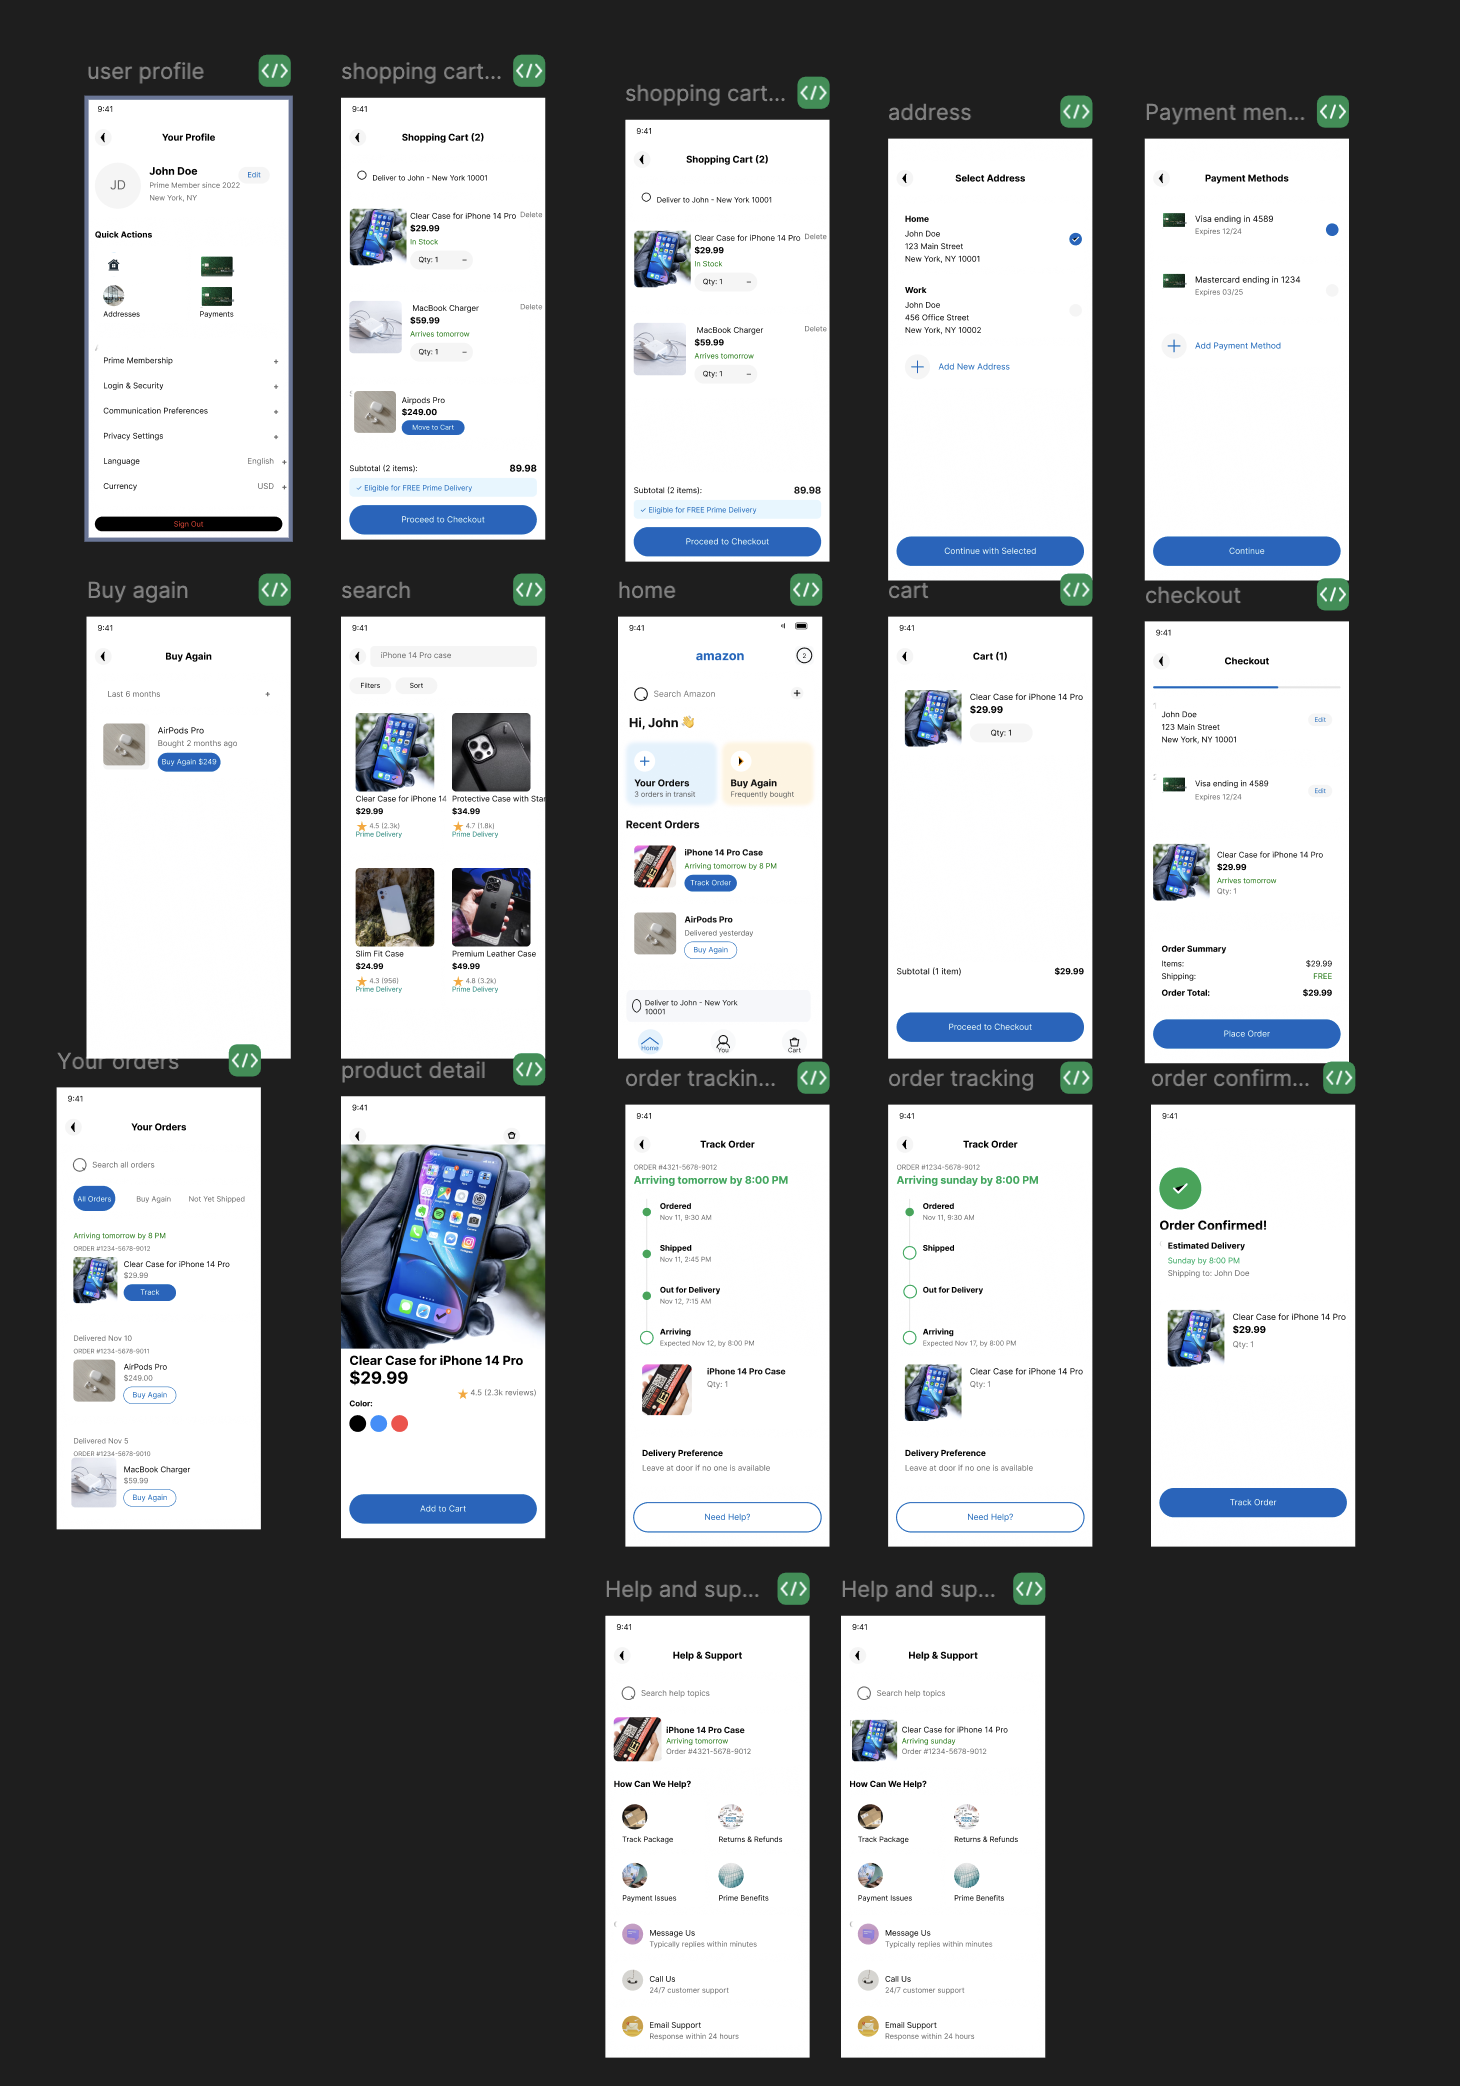 user profile
9:41
Your Profile
JD
John Doe
Prime Member since 2022
New York, NY
Edit
Quick Actions
Addresses
Payments
Prime Membership +
Login & Security +
Communication Preferences +
Privacy Settings +
Language English +
Currency USD +
Sign Out
shopping cart...
9:41
Shopping Cart (2)
Deliver to John - New York 10001
Clear Case for iPhone 14 Pro Delete
$29.99
In Stock
Qty: 1 −
MacBook Charger Delete
$59.99
Arrives tomorrow
Qty: 1 −
Airpods Pro
$249.00
Move to Cart
Subtotal (2 items): 89.98
✓ Eligible for FREE Prime Delivery
Proceed to Checkout
shopping cart...
9:41
Shopping Cart (2)
Deliver to John - New York 10001
Clear Case for iPhone 14 Pro Delete
$29.99
In Stock
Qty: 1 −
MacBook Charger Delete
$59.99
Arrives tomorrow
Qty: 1 −
Subtotal (2 items): 89.98
✓ Eligible for FREE Prime Delivery
Proceed to Checkout
address
Select Address
Home
John Doe
123 Main Street
New York, NY 10001
Work
John Doe
456 Office Street
New York, NY 10002
Add New Address
Continue with Selected
Payment men...
Payment Methods
Visa ending in 4589
Expires 12/24
Mastercard ending in 1234
Expires 03/25
Add Payment Method
Continue
Buy again
9:41
Buy Again
Last 6 months +
AirPods Pro
Bought 2 months ago
Buy Again $249
search
9:41
iPhone 14 Pro case
Filters Sort
Clear Case for iPhone 14
$29.99
4.5 (2.3k)
Prime Delivery
Protective Case with Star
$34.99
4.7 (1.8k)
Prime Delivery
Slim Fit Case
$24.99
4.3 (956)
Prime Delivery
Premium Leather Case
$49.99
4.8 (3.2k)
Prime Delivery
home
9:41
amazon
2
Search Amazon +
Hi, John 👋
Your Orders
3 orders in transit
Buy Again
Frequently bought
Recent Orders
iPhone 14 Pro Case
Arriving tomorrow by 8 PM
Track Order
AirPods Pro
Delivered yesterday
Buy Again
Deliver to John - New York
10001
Home You Cart
cart
9:41
Cart (1)
Clear Case for iPhone 14 Pro
$29.99
Qty: 1
Subtotal (1 item) $29.99
Proceed to Checkout
checkout
9:41
Checkout
John Doe
123 Main Street
New York, NY 10001
Edit
Visa ending in 4589
Expires 12/24
Edit
Clear Case for iPhone 14 Pro
$29.99
Arrives tomorrow
Qty: 1
Order Summary
Items: $29.99
Shipping: FREE
Order Total: $29.99
Place Order
Your orders
9:41
Your Orders
Search all orders
All Orders Buy Again Not Yet Shipped
Arriving tomorrow by 8 PM
ORDER #1234-5678-9012
Clear Case for iPhone 14 Pro
$29.99
Track
Delivered Nov 10
ORDER #1234-5678-9011
AirPods Pro
$249.00
Buy Again
Delivered Nov 5
ORDER #1234-5678-9010
MacBook Charger
$59.99
Buy Again
product detail
9:41
Clear Case for iPhone 14 Pro
$29.99
4.5 (2.3k reviews)
Color:
Add to Cart
order trackin...
9:41
Track Order
ORDER #4321-5678-9012
Arriving tomorrow by 8:00 PM
Ordered
Nov 11, 9:30 AM
Shipped
Nov 11, 2:45 PM
Out for Delivery
Nov 12, 7:15 AM
Arriving
Expected Nov 12, by 8:00 PM
iPhone 14 Pro Case
Qty: 1
Delivery Preference
Leave at door if no one is available
Need Help?
order tracking
9:41
Track Order
ORDER #1234-5678-9012
Arriving sunday by 8:00 PM
Ordered
Nov 11, 9:30 AM
Shipped
Out for Delivery
Arriving
Expected Nov 17, by 8:00 PM
Clear Case for iPhone 14 Pro
Qty: 1
Delivery Preference
Leave at door if no one is available
Need Help?
order confirm...
9:41
Order Confirmed!
Estimated Delivery
Sunday by 8:00 PM
Shipping to: John Doe
Clear Case for iPhone 14 Pro
$29.99
Qty: 1
Track Order
Help and sup...
9:41
Help & Support
Search help topics
iPhone 14 Pro Case
Arriving tomorrow
Order #4321-5678-9012
How Can We Help?
Track Package Returns & Refunds
Payment Issues Prime Benefits
Message Us
Typically replies within minutes
Call Us
24/7 customer support
Email Support
Response within 24 hours
Help and sup...
9:41
Help & Support
Search help topics
Clear Case for iPhone 14 Pro
Arriving sunday
Order #1234-5678-9012
How Can We Help?
Track Package Returns & Refunds
Payment Issues Prime Benefits
Message Us
Typically replies within minutes
Call Us
24/7 customer support
Email Support
Response within 24 hours